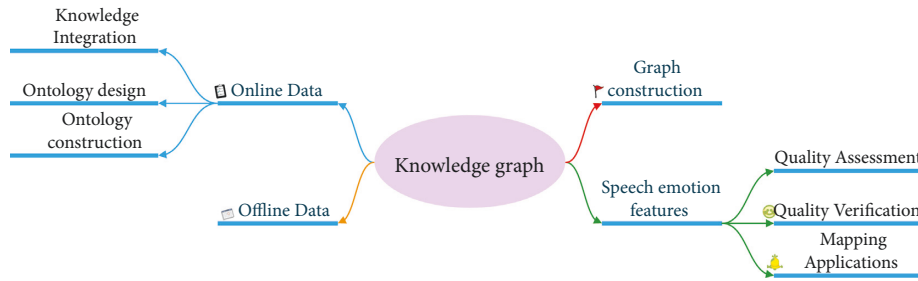 Knowledge
Integration
Ontology design
Ontology
construction
Online Data
Offline Data
Knowledge graph
Graph
construction
Speech emotion
features
Quality Assessment
Quality Verification
Mapping
Applications